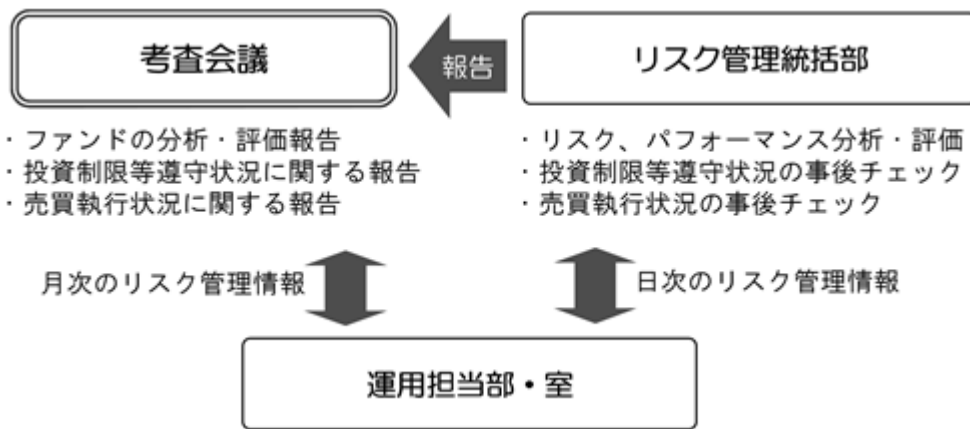 考査会議
報告
リスク管理統括部
・ファンドの分析・評価報告
・投資制限等遵守状況に関する報告
・売買執行状況に関する報告
・リスク、パフォーマンス分析・評価
・投資制限等遵守状況の事後チェック
・売買執行状況の事後チェック
月次のリスク管理情報
日次のリスク管理情報
運用担当部・室